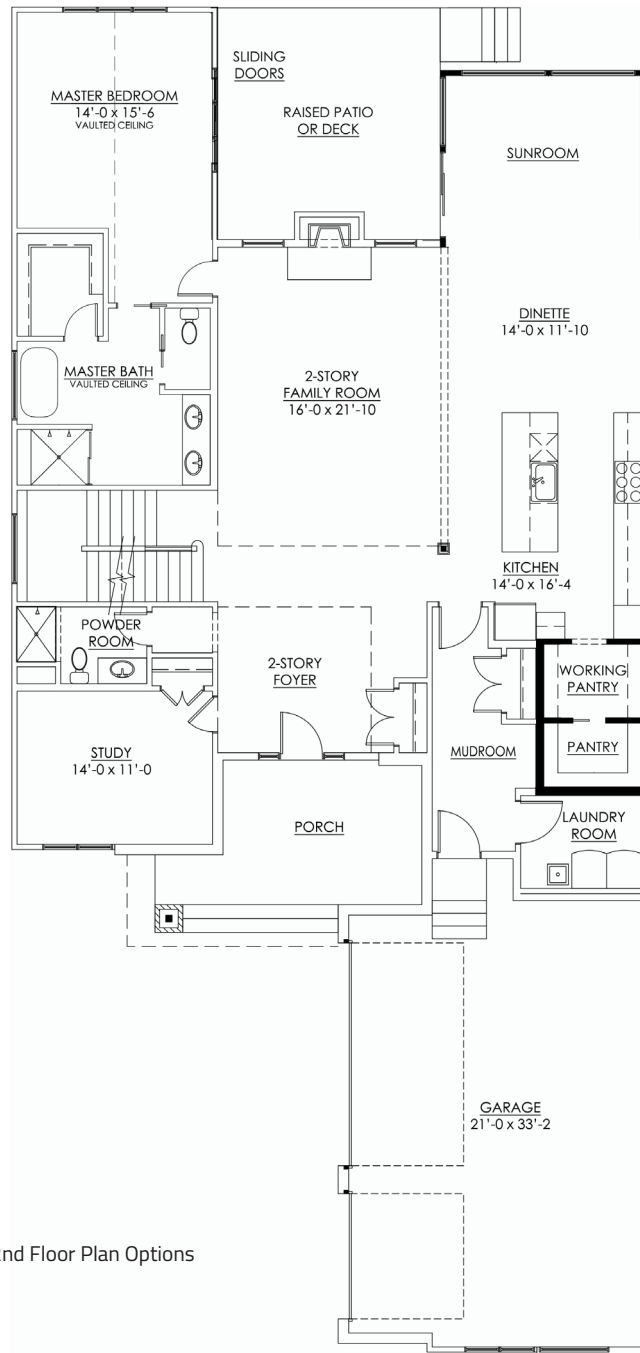 SLIDING
DOORS
MASTER BEDROOM
14'-0 x 15'-6
VAULTED CEILING
RAISED PATIO
OR DECK
SUNROOM
DINETTE
14'-0 x 11'-10
MASTER BATH
VAULTED CEILING
2-STORY
FAMILY ROOM
16'-0 x 21'-10
KITCHEN
14'-0 x 16'-4
POWDER
ROOM
2-STORY
FOYER
WORKING
PANTRY
STUDY
14'-0 x 11'-0
MUDROOM
PANTRY
PORCH
LAUNDRY
ROOM
GARAGE
21'-0 x 33'-2
Floor Plan Options